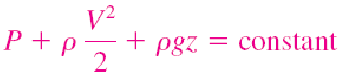 P + ρ V²/2 + ρgz = constant